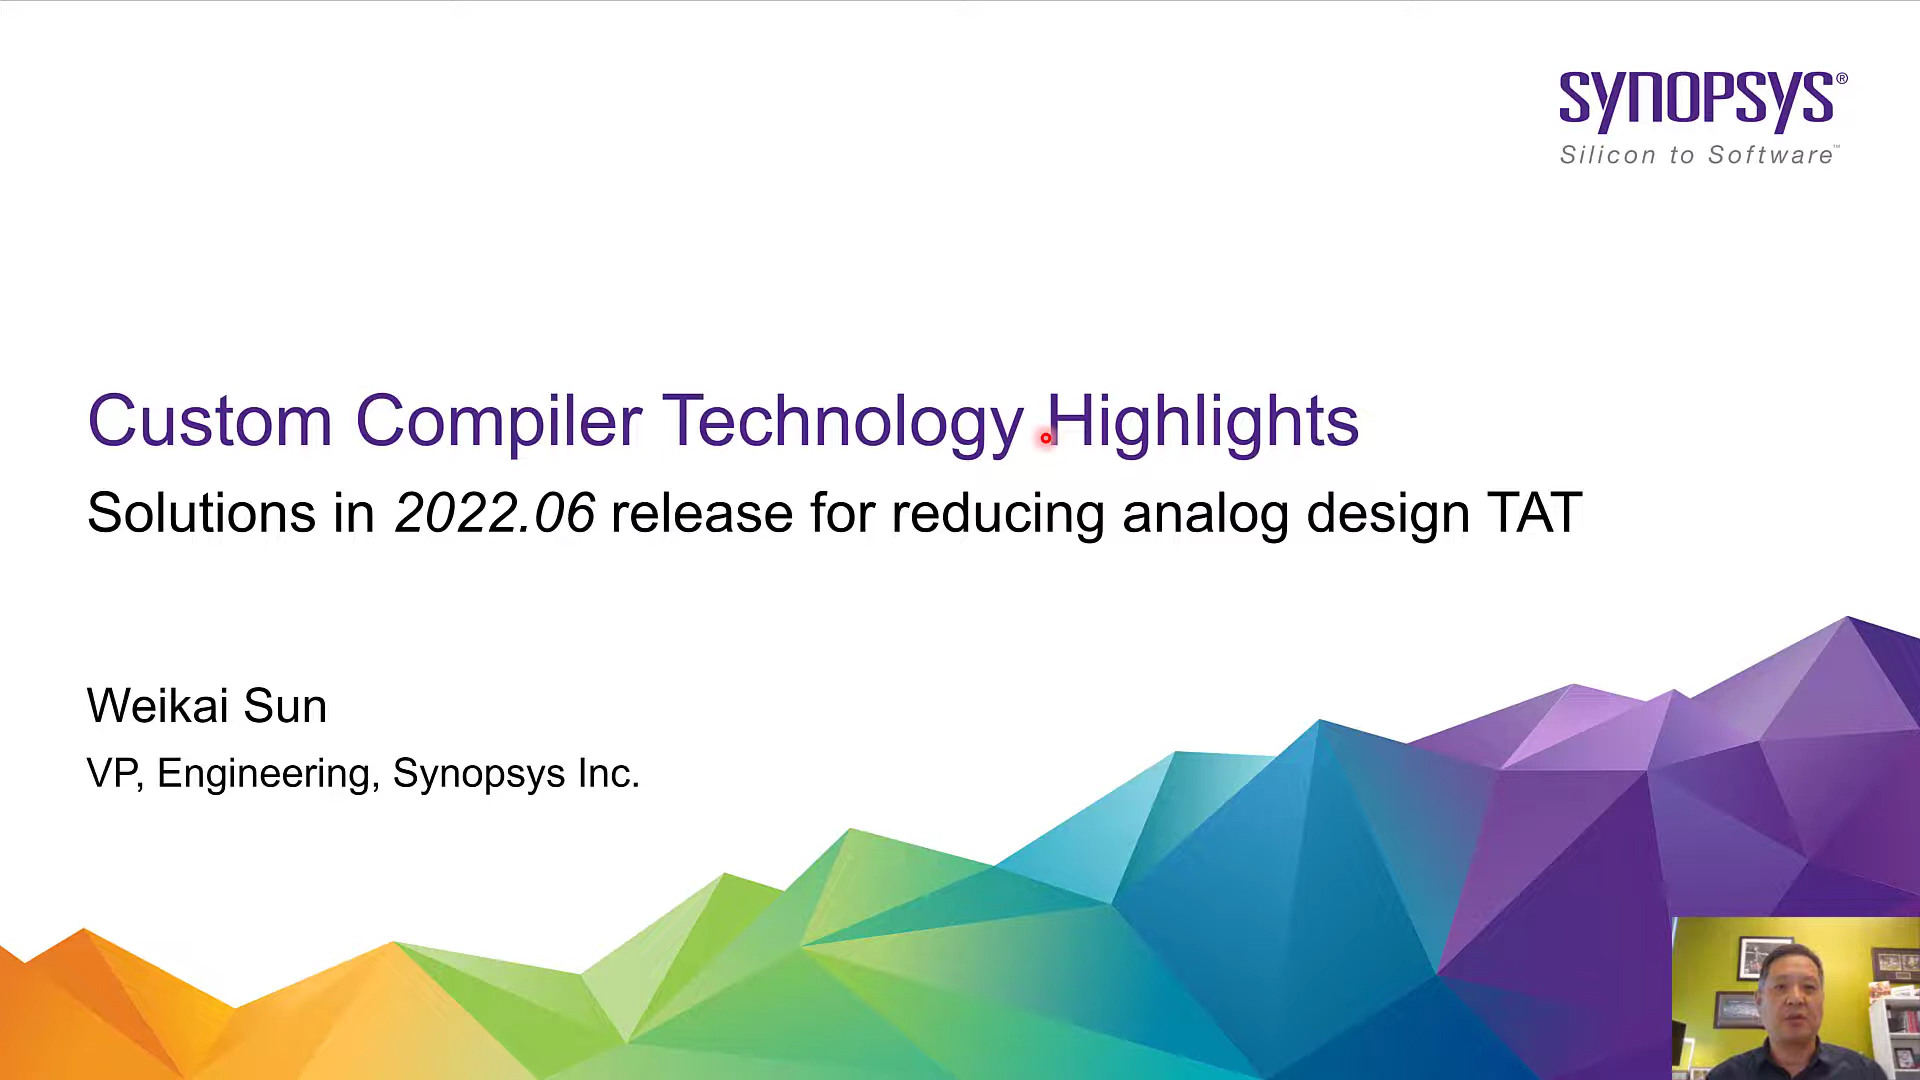 SYNOPSYS®
Silicon to Software™
Custom Compiler Technology Highlights
Solutions in 2022.06 release for reducing analog design TAT
Weikai Sun
VP, Engineering, Synopsys Inc.